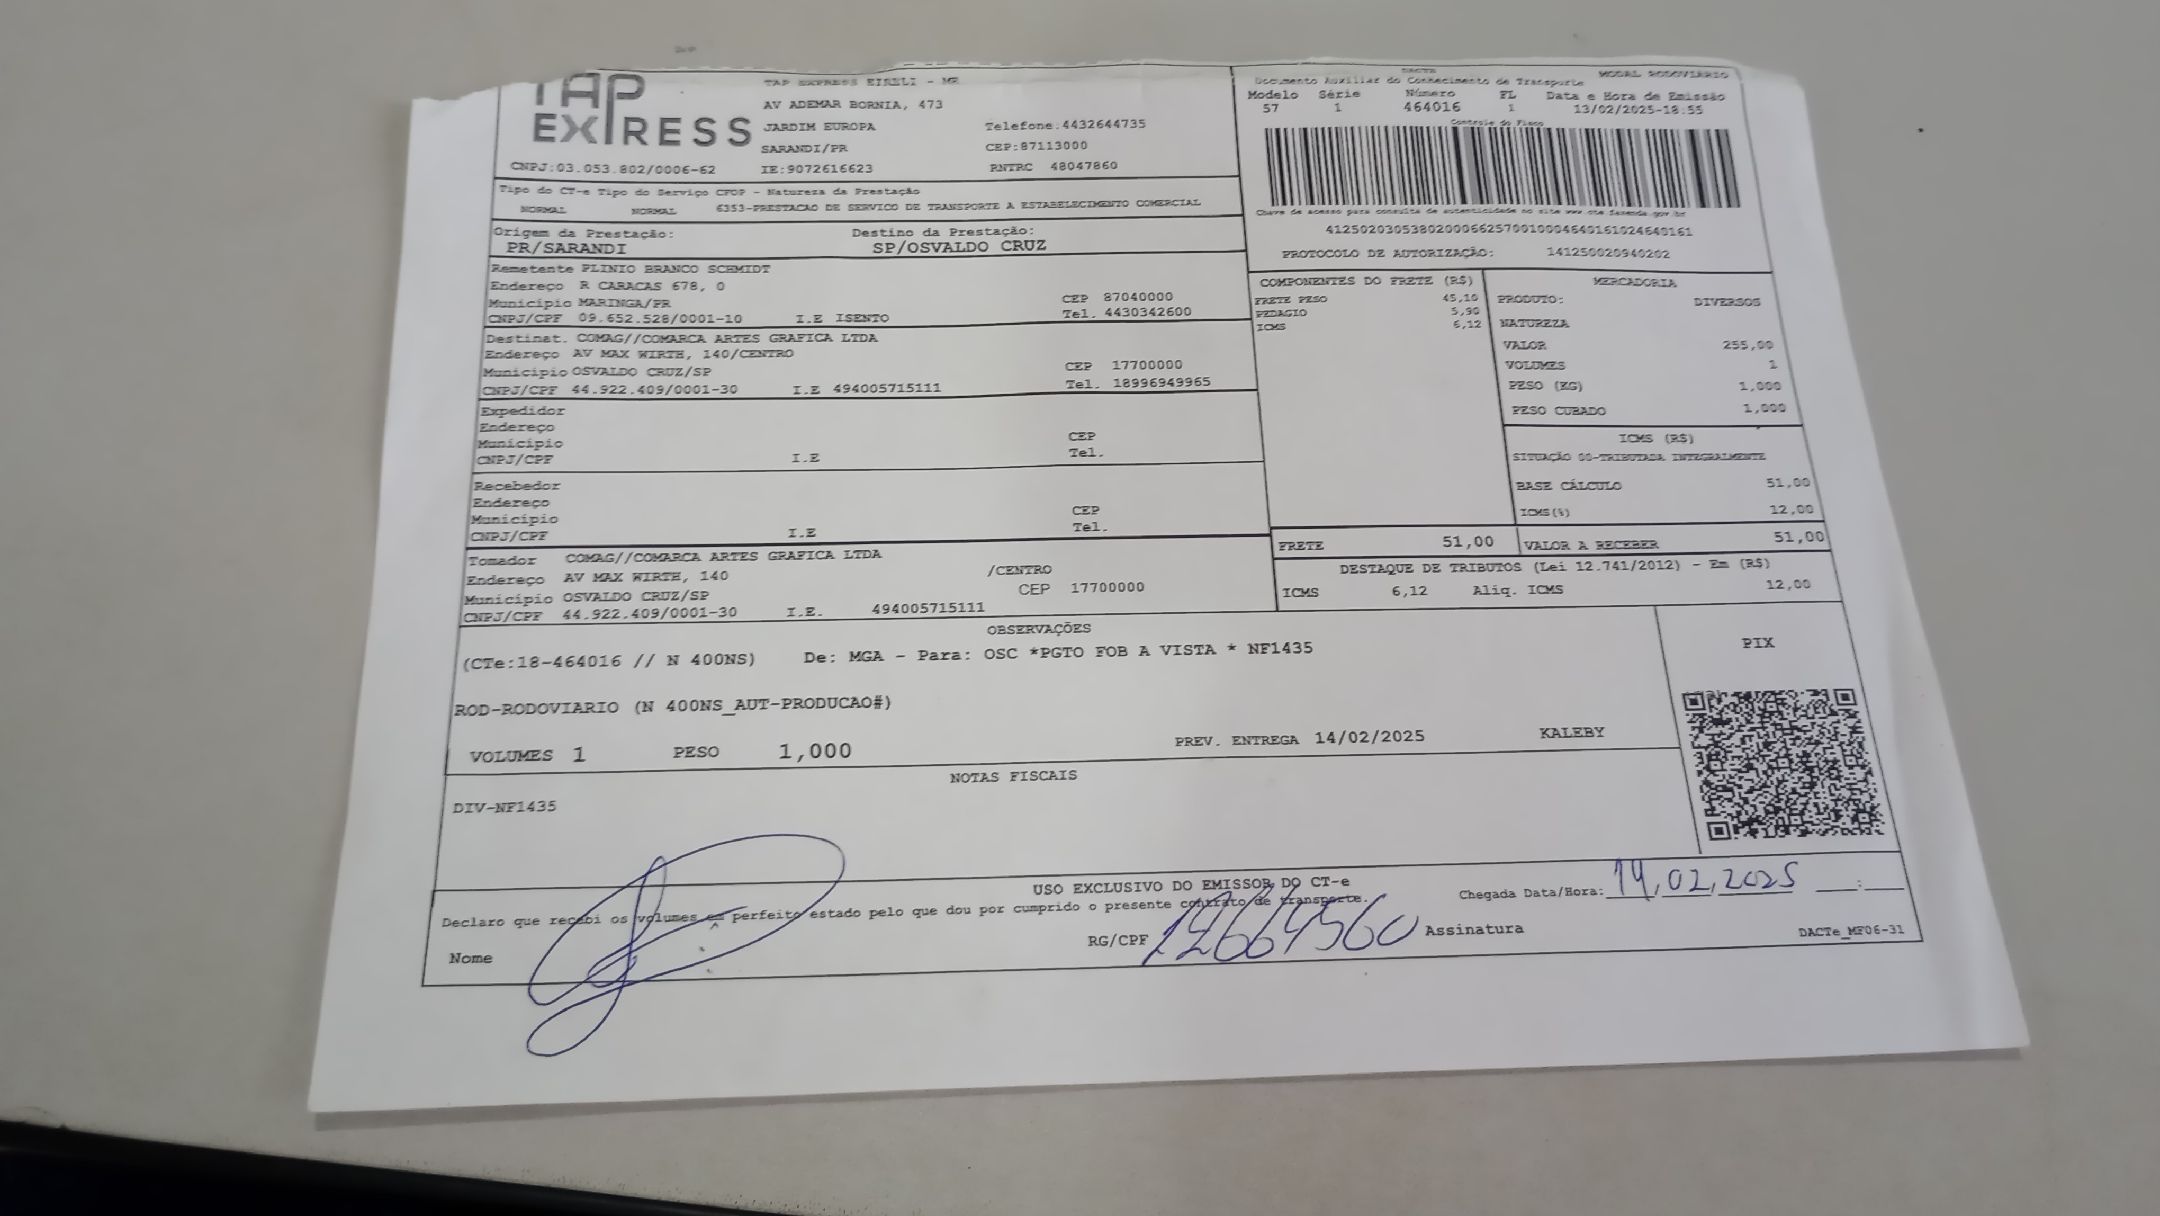 TAP
EXPRESS
CNPJ:03.053.802/0006-62
TAP EXPRESS EIRELI - ME
AV ADEMAR BORNIA, 473
JARDIM EUROPA Telefone:4432644735
SARANDI/PR CEP:87113000
IE:9072616623 RNTRC 48047860
DACTE MODAL RODOVIARIO
Documento Auxiliar do Conhecimento de Transporte
Modelo Série Número FL Data e Hora de Emissão
57 1 464016 1 13/02/2025-18:55
Controle do Fisco
Chave de acesso para consulta de autenticidade no site www.cte.fazenda.gov.br
PROTOCOLO DE AUTORIZAÇÃO: 141250020940202
Tipo do CT-e Tipo do Serviço CFOP - Natureza da Prestação
NORMAL NORMAL 6353-PRESTACAO DE SERVICO DE TRANSPORTE A ESTABELECIMENTO COMERCIAL
Origem da Prestação: Destino da Prestação:
PR/SARANDI SP/OSVALDO CRUZ
Remetente PLINIO BRANCO SCHMIDT
Endereço R CARACAS 678, 0
Município MARINGA/PR CEP 87040000
CNPJ/CPF 09.652.528/0001-10 I.E ISENTO Tel. 4430342600
Destinat. COMAG//COMARCA ARTES GRAFICA LTDA
Endereço AV MAX WIRTH, 140/CENTRO
Município OSVALDO CRUZ/SP CEP 17700000
CNPJ/CPF 44.922.409/0001-30 I.E 494005715111 Tel. 18996949965
Expedidor
Endereço
Município CEP
CNPJ/CPF I.E Tel.
Recebedor
Endereço
Município CEP
CNPJ/CPF I.E Tel.
Tomador COMAG//COMARCA ARTES GRAFICA LTDA
Endereço AV MAX WIRTH, 140 /CENTRO
Município OSVALDO CRUZ/SP CEP 17700000
CNPJ/CPF 44.922.409/0001-30 I.E. 494005715111
COMPONENTES DO FRETE (R$)
FRETE PESO 45,10
PEDAGIO 5,90
ICMS 6,12
MERCADORIA
PRODUTO: DIVERSOS
NATUREZA
VALOR 255,00
VOLUMES 1
PESO (KG) 1,000
PESO CUBADO 1,000
ICMS (R$)
SITUAÇÃO 00-TRIBUTADA INTEGRALMENTE
BASE CÁLCULO 51,00
ICMS(%) 12,00
FRETE 51,00 VALOR A RECEBER 51,00
DESTAQUE DE TRIBUTOS (Lei 12.741/2012) - Em (R$)
ICMS 6,12 Aliq. ICMS 12,00
OBSERVAÇÕES
(CTe:18-464016 // N 400NS) De: MGA - Para: OSC *PGTO FOB A VISTA * NF1435
ROD-RODOVIARIO (N 400NS_AUT-PRODUCAO#)
VOLUMES 1 PESO 1,000 PREV. ENTREGA 14/02/2025 KALEBY
PIX
NOTAS FISCAIS
DIV-NF1435
USO EXCLUSIVO DO EMISSOR DO CT-e
Chegada Data/Hora: 14,02,2025 __:__
Declaro que recebi os volumes em perfeito estado pelo que dou por cumprido o presente contrato de transporte.
Nome RG/CPF Assinatura
DACTe_MF06-31